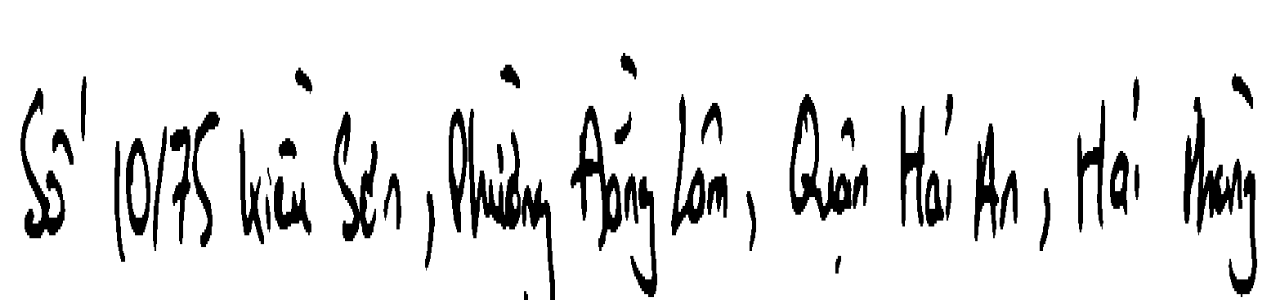 Số 10/75 Kiều Sơn, Phường Đằng Lâm, Quận Hải An, Hải Phòng